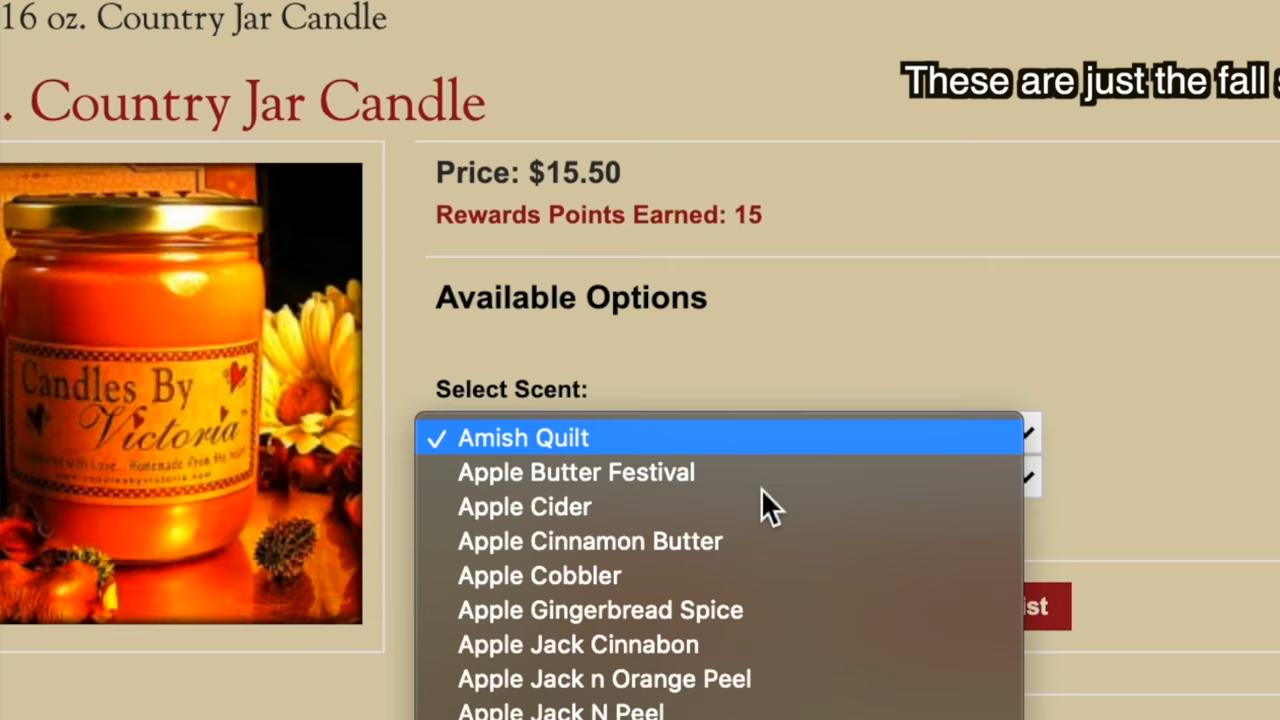 16 oz. Country Jar Candle
These are just the fall
. Country Jar Candle
Price: $15.50
Rewards Points Earned: 15
Available Options
Select Scent:
✓ Amish Quilt
Apple Butter Festival
Apple Cider
Apple Cinnamon Butter
Apple Cobbler
Apple Gingerbread Spice
Apple Jack Cinnabon
Apple Jack n Orange Peel
Apple Jack N Peel
ist
Candles By
Victoria